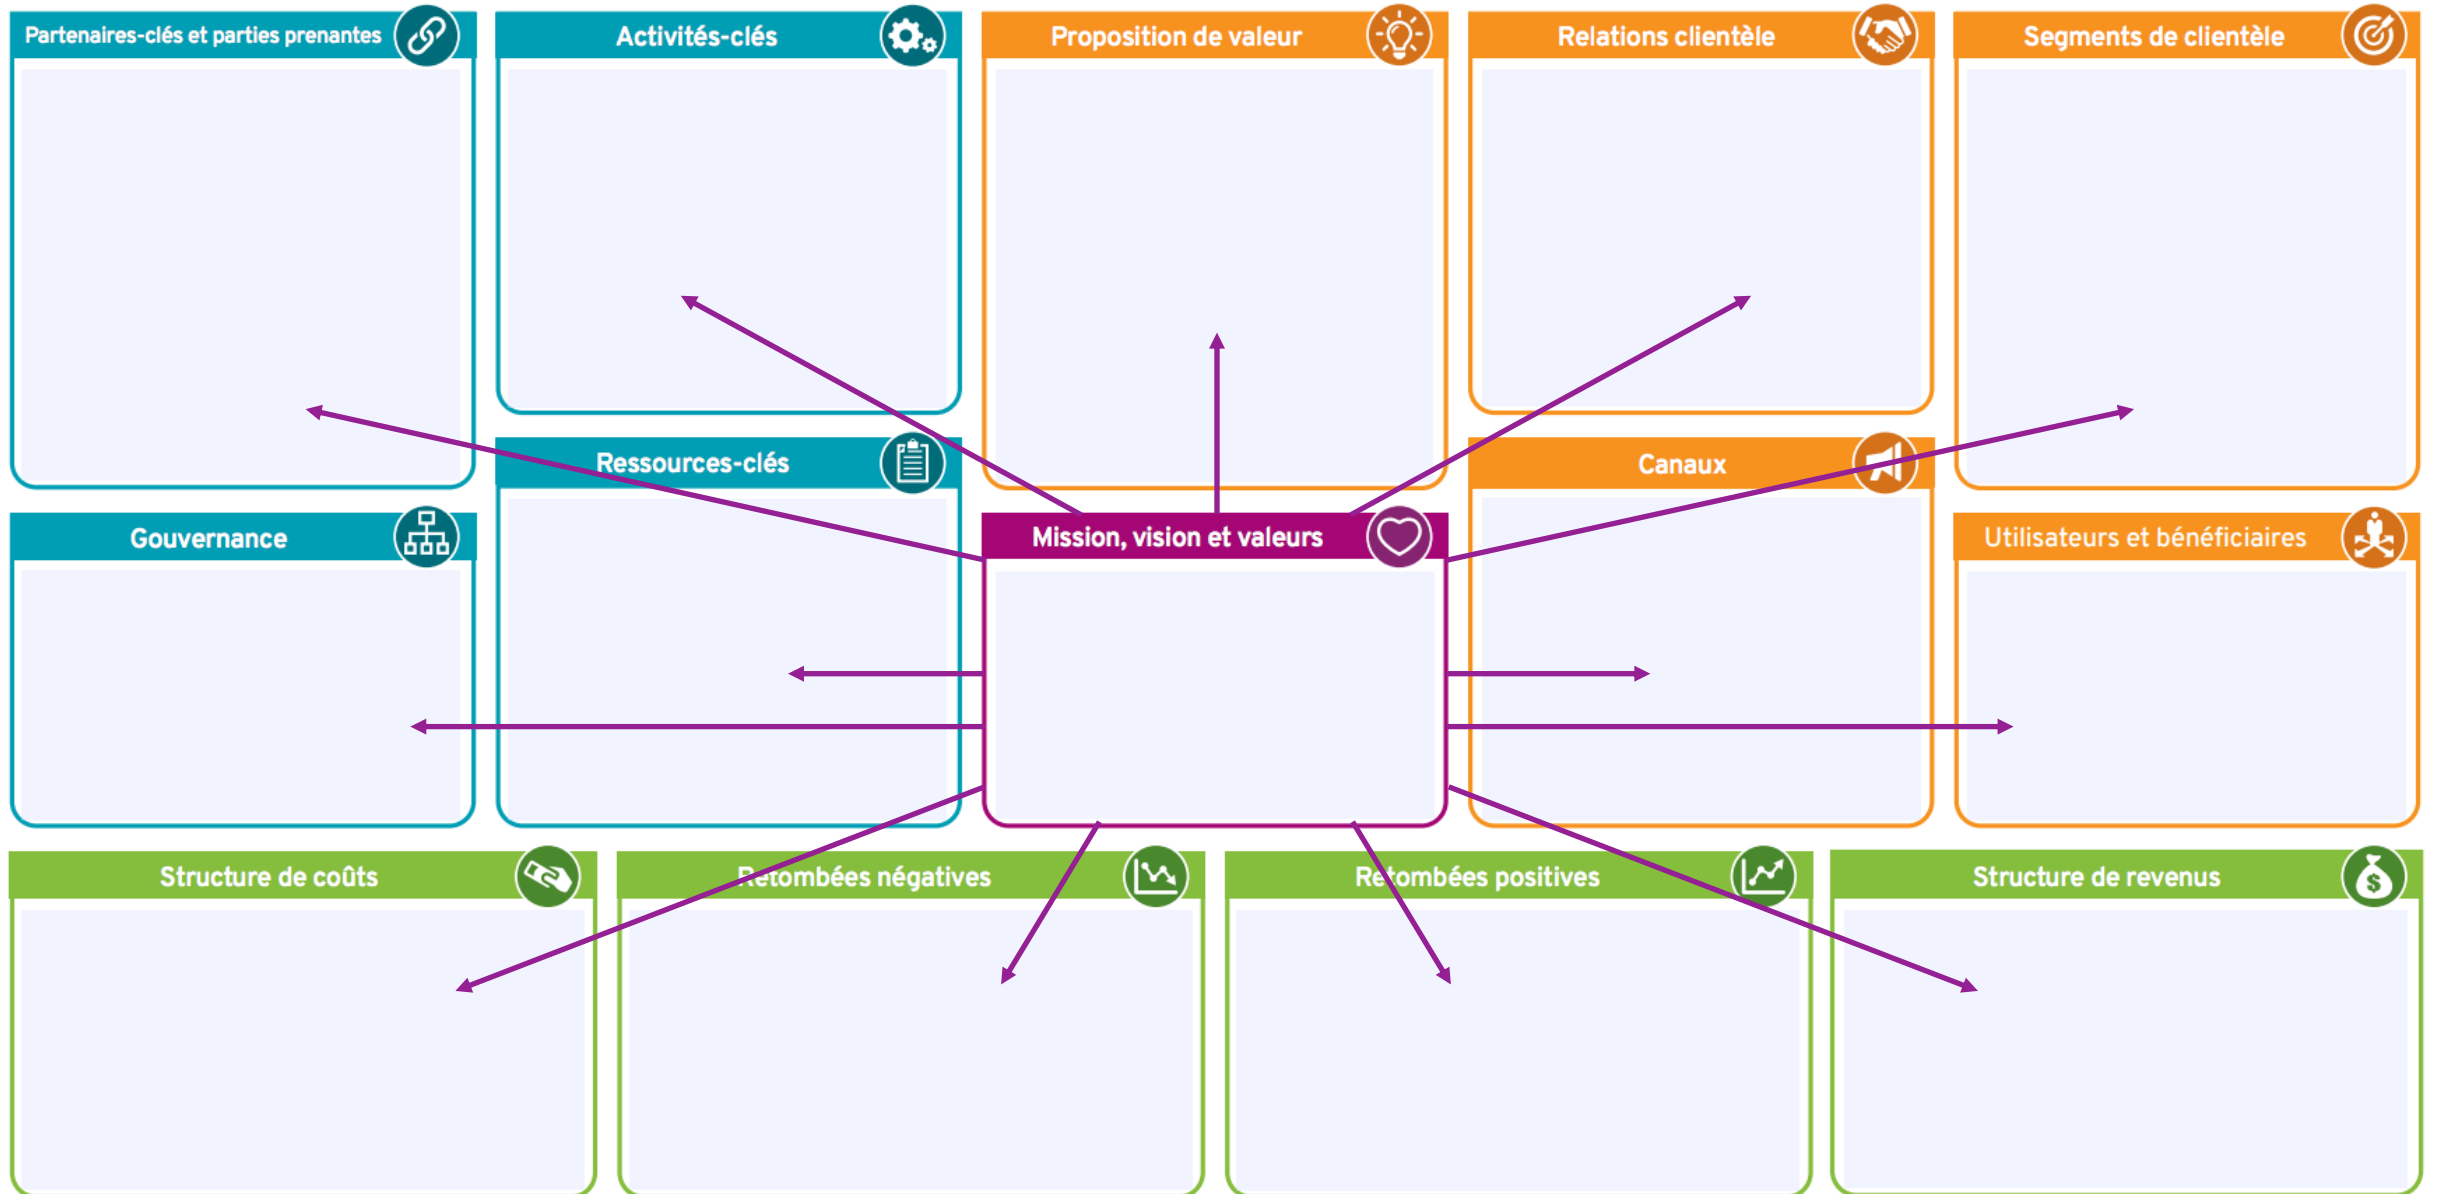 Partenaires-clés et parties prenantes
Activités-clés
Proposition de valeur
Relations clientèle
Segments de clientèle
Ressources-clés
Canaux
Gouvernance
Mission, vision et valeurs
Utilisateurs et bénéficiaires
Structure de coûts
Retombées négatives
Retombées positives
Structure de revenus
$